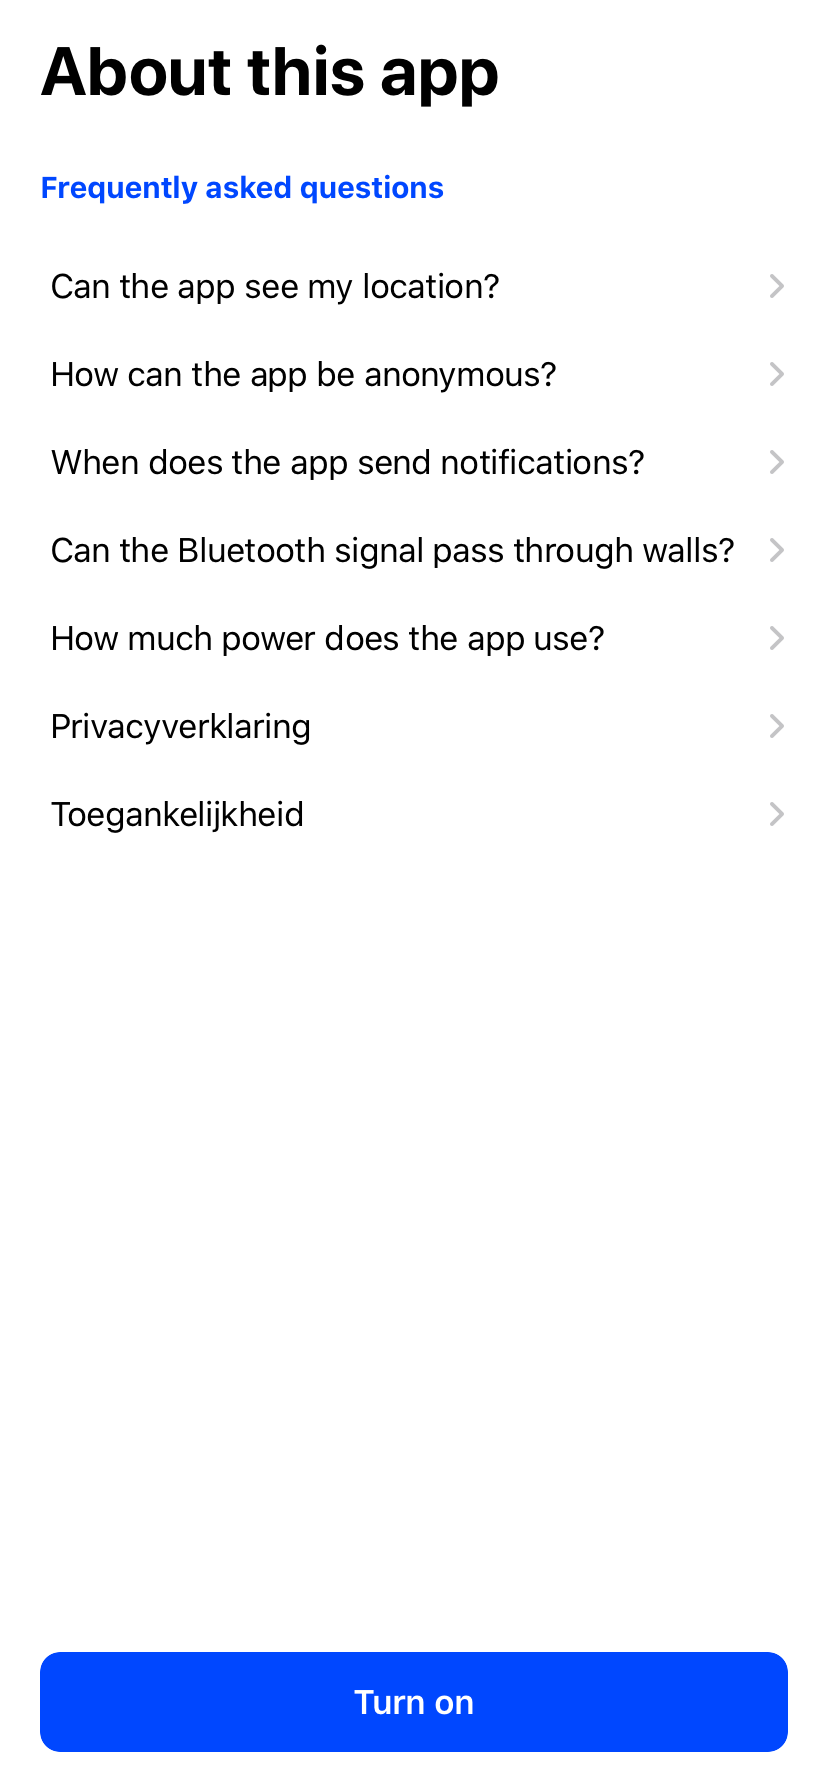 About this app
Frequently asked questions
Can the app see my location?
How can the app be anonymous?
When does the app send notifications?
Can the Bluetooth signal pass through walls?
How much power does the app use?
Privacyverklaring
Toegankelijkheid
Turn on